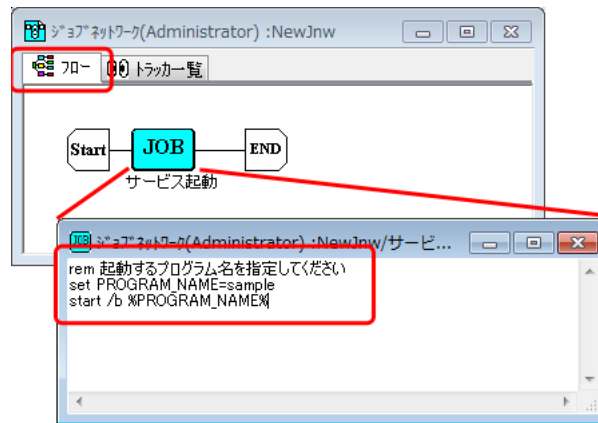 ｼﾞｮﾌﾞﾈｯﾄﾜｰｸ(Administrator) :NewJnw
フロー
トラッカ一覧
Start
JOB
END
サービス起動
ｼﾞｮﾌﾞﾈｯﾄﾜｰｸ(Administrator) :NewJnw/サービ...
rem 起動するプログラム名を指定してください
set PROGRAM_NAME=sample
start /b %PROGRAM_NAME%